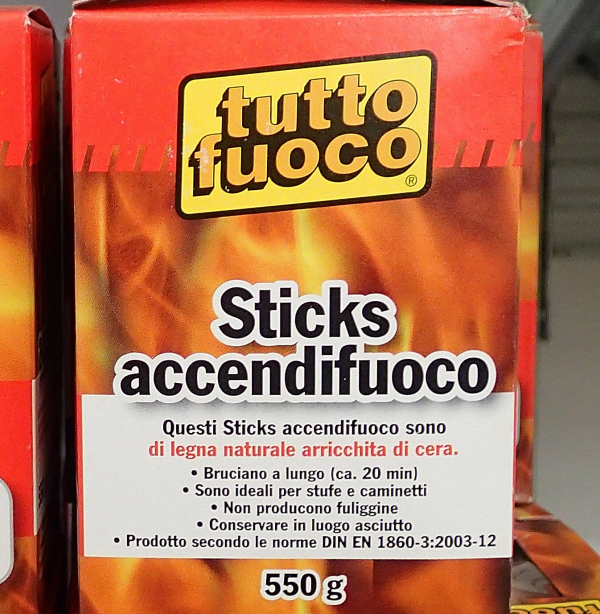 tutto
fuoco
®
Sticks
accendifuoco
Questi Sticks accendifuoco sono
di legna naturale arricchita di cera.
• Bruciano a lungo (ca. 20 min)
• Sono ideali per stufe e caminetti
• Non producono fuliggine
• Conservare in luogo asciutto
• Prodotto secondo le norme DIN EN 1860-3:2003-12
550 g